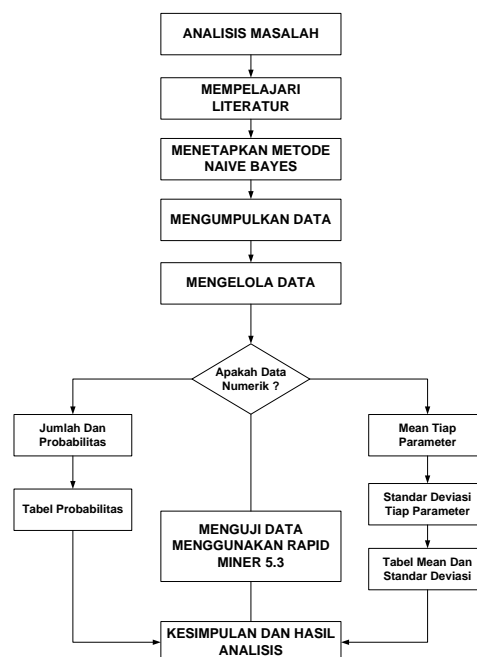 ANALISIS MASALAH
MEMPELAJARI
LITERATUR
MENETAPKAN METODE
NAIVE BAYES
MENGUMPULKAN DATA
MENGELOLA DATA
Apakah Data
Numerik ?
Jumlah Dan
Probabilitas
Tabel Probabilitas
MENGUJI DATA
MENGGUNAKAN RAPID
MINER 5.3
Mean Tiap
Parameter
Standar Deviasi
Tiap Parameter
Tabel Mean Dan
Standar Deviasi
KESIMPULAN DAN HASIL
ANALISIS